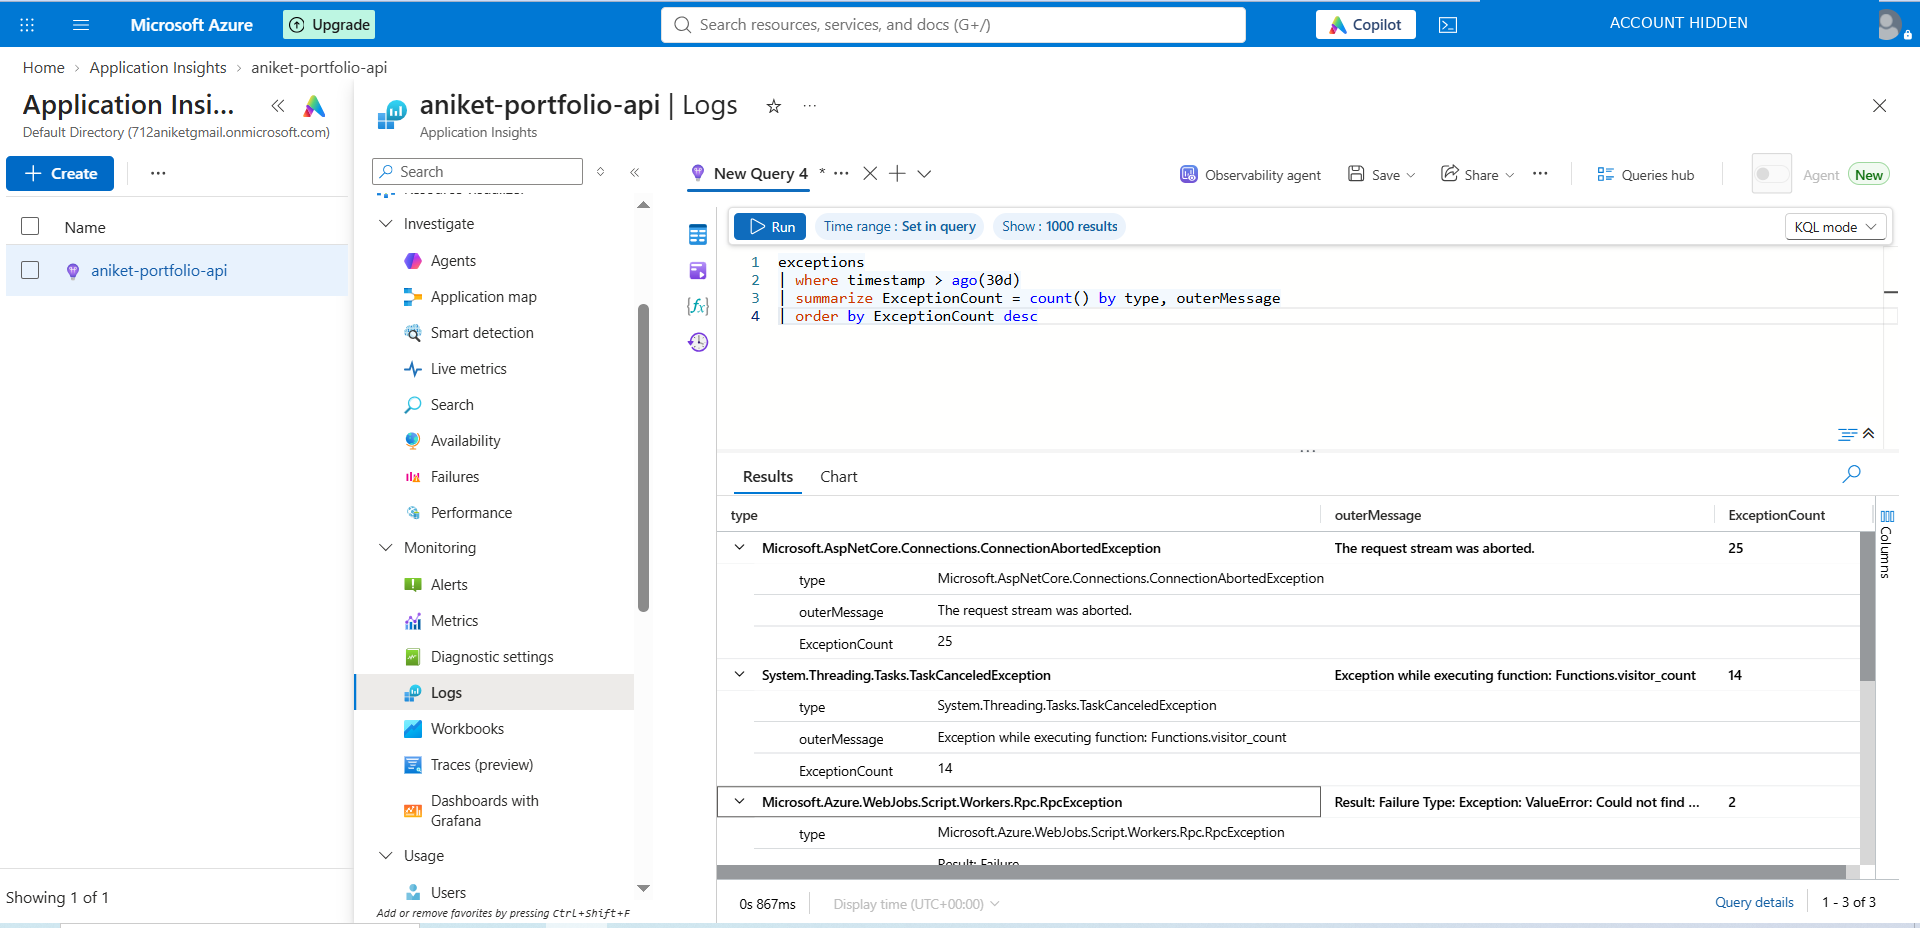 Microsoft Azure
Upgrade
Search resources, services, and docs (G+/)
Copilot
ACCOUNT HIDDEN
Home > Application Insights > aniket-portfolio-api
Application Insi...
Default Directory (712aniketgmail.onmicrosoft.com)
Create
...
Name
aniket-portfolio-api
Showing 1 of 1
aniket-portfolio-api | Logs
...
Application Insights
Search
Resource visualizer
Investigate
Agents
Application map
Smart detection
Live metrics
Search
Availability
Failures
Performance
Monitoring
Alerts
Metrics
Diagnostic settings
Logs
Workbooks
Traces (preview)
Dashboards with
Grafana
Usage
Users
Add or remove favorites by pressing Ctrl+Shift+F
New Query 4 * ...
Observability agent
Save
Share
...
Queries hub
Agent
New
Run
Time range : Set in query
Show : 1000 results
KQL mode
1 exceptions
2 | where timestamp > ago(30d)
3 | summarize ExceptionCount = count() by type, outerMessage
4 | order by ExceptionCount desc
Results
Chart
type outerMessage ExceptionCount
Columns
Microsoft.AspNetCore.Connections.ConnectionAbortedException The request stream was aborted. 25
type Microsoft.AspNetCore.Connections.ConnectionAbortedException
outerMessage The request stream was aborted.
ExceptionCount 25
System.Threading.Tasks.TaskCanceledException Exception while executing function: Functions.visitor_count 14
type System.Threading.Tasks.TaskCanceledException
outerMessage Exception while executing function: Functions.visitor_count
ExceptionCount 14
Microsoft.Azure.WebJobs.Script.Workers.Rpc.RpcException Result: Failure Type: Exception: ValueError: Could not find ... 2
type Microsoft.Azure.WebJobs.Script.Workers.Rpc.RpcException
Result: Failure
0s 867ms
Display time (UTC+00:00)
Query details
1 - 3 of 3